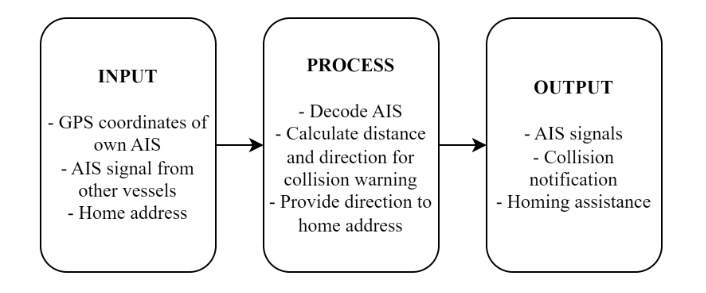 INPUT
- GPS coordinates of
own AIS
- AIS signal from
other vessels
- Home address
PROCESS
- Decode AIS
- Calculate distance
and direction for
collision warning
- Provide direction to
home address
OUTPUT
- AIS signals
- Collision
notification
- Homing assistance